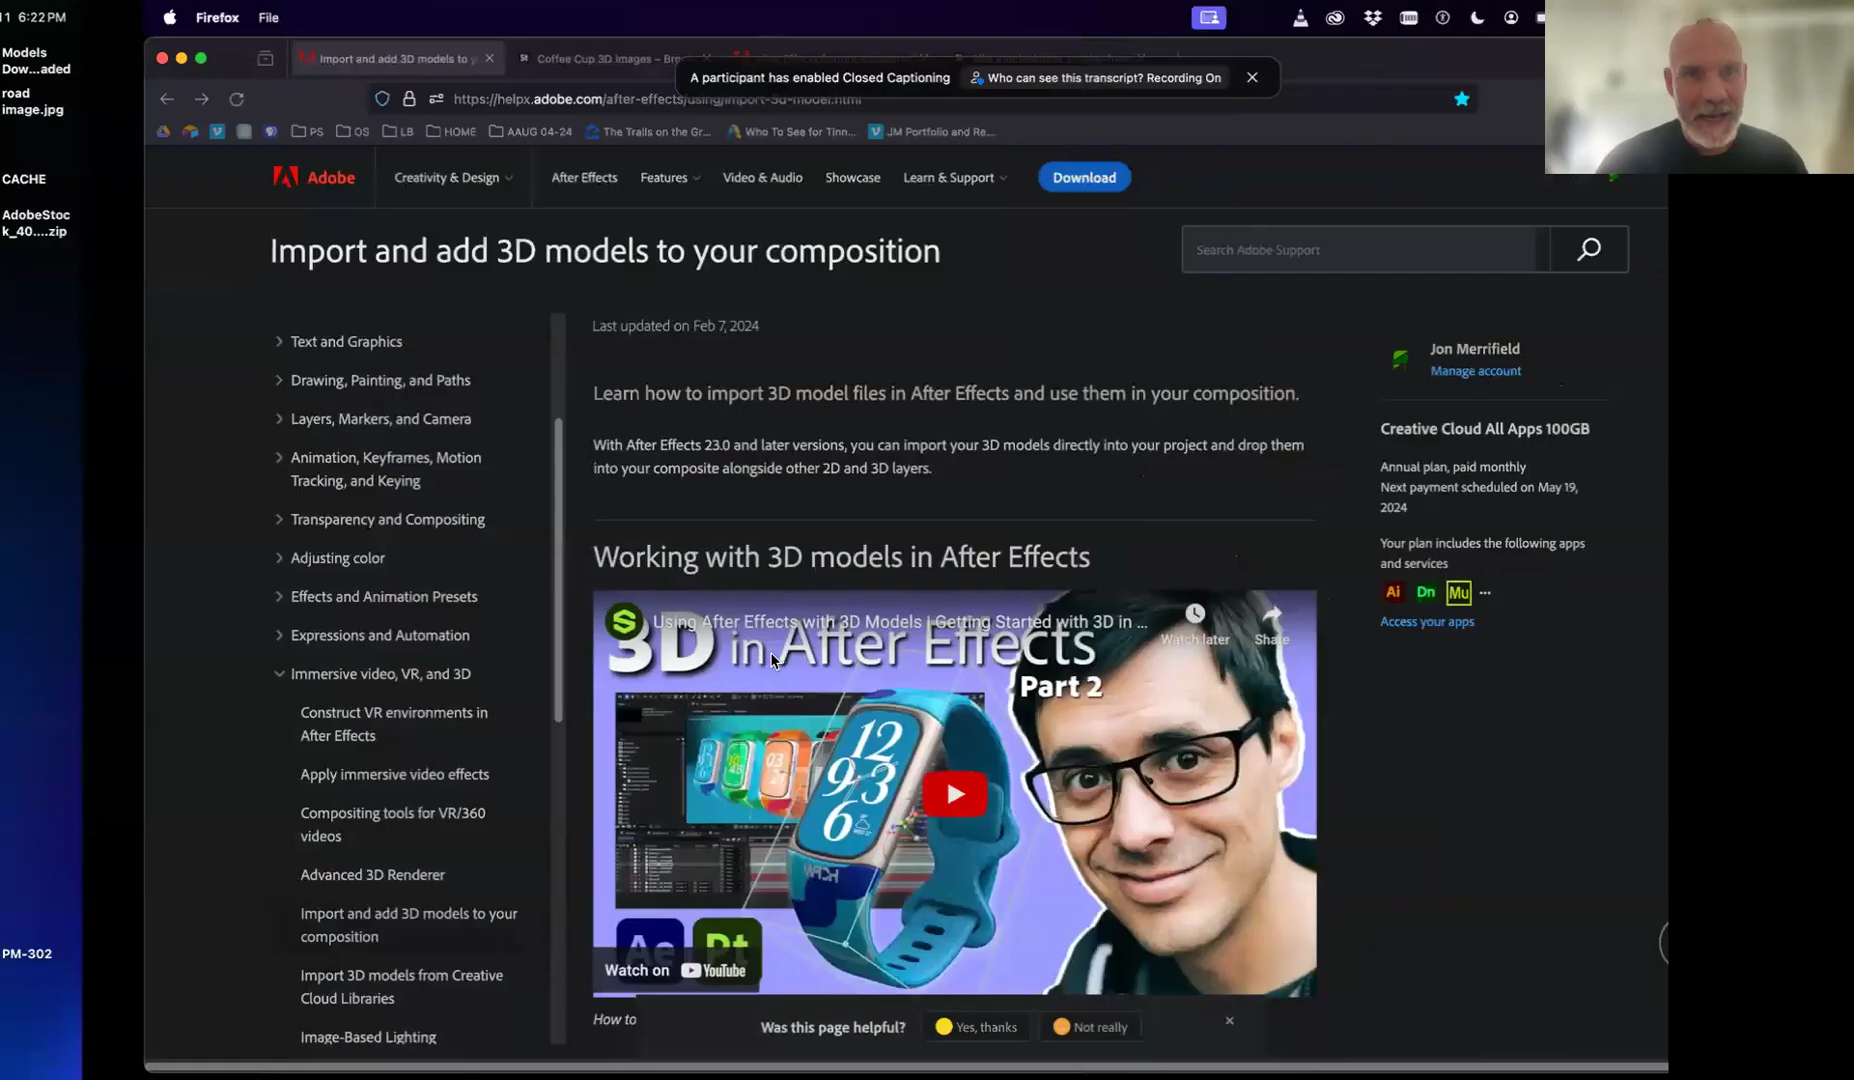 1 6:22 PM
Firefox File
Models
Dow...aded
road
image.jpg
CACHE
AdobeStoc
k_40....zip
PM-302
Import and add 3D models to y
Coffee Cup 3D images – Br
A participant has enabled Closed Captioning
Who can see this transcript? Recording On
https://helpx.adobe.com/after-effects/using/import-3d-model.html
PS
OS
LB
HOME
AAUG 04-24
The Trails on the Gr...
Who To See for Tinn...
JM Portfolio and Re...
Adobe
Creativity & Design
After Effects
Features
Video & Audio
Showcase
Learn & Support
Download
Import and add 3D models to your composition
Search Adobe Support
Text and Graphics
Drawing, Painting, and Paths
Layers, Markers, and Camera
Animation, Keyframes, Motion
Tracking, and Keying
Transparency and Compositing
Adjusting color
Effects and Animation Presets
Expressions and Automation
Immersive video, VR, and 3D
Construct VR environments in
After Effects
Apply immersive video effects
Compositing tools for VR/360
videos
Advanced 3D Renderer
Import and add 3D models to your
composition
Import 3D models from Creative
Cloud Libraries
Image-Based Lighting
Last updated on Feb 7, 2024
Learn how to import 3D model files in After Effects and use them in your composition.
With After Effects 23.0 and later versions, you can import your 3D models directly into your project and drop them
into your composite alongside other 2D and 3D layers.
Working with 3D models in After Effects
Using After Effects with 3D Models | Getting Started with 3D in ...
Watch later
Share
3D in After Effects
Part 2
12
93
6
Ae
Pt
Watch on YouTube
How to
Was this page helpful?
Yes, thanks
Not really
Jon Merrifield
Manage account
Creative Cloud All Apps 100GB
Annual plan, paid monthly
Next payment scheduled on May 19,
2024
Your plan includes the following apps
and services
Ai Dn Mu ...
Access your apps